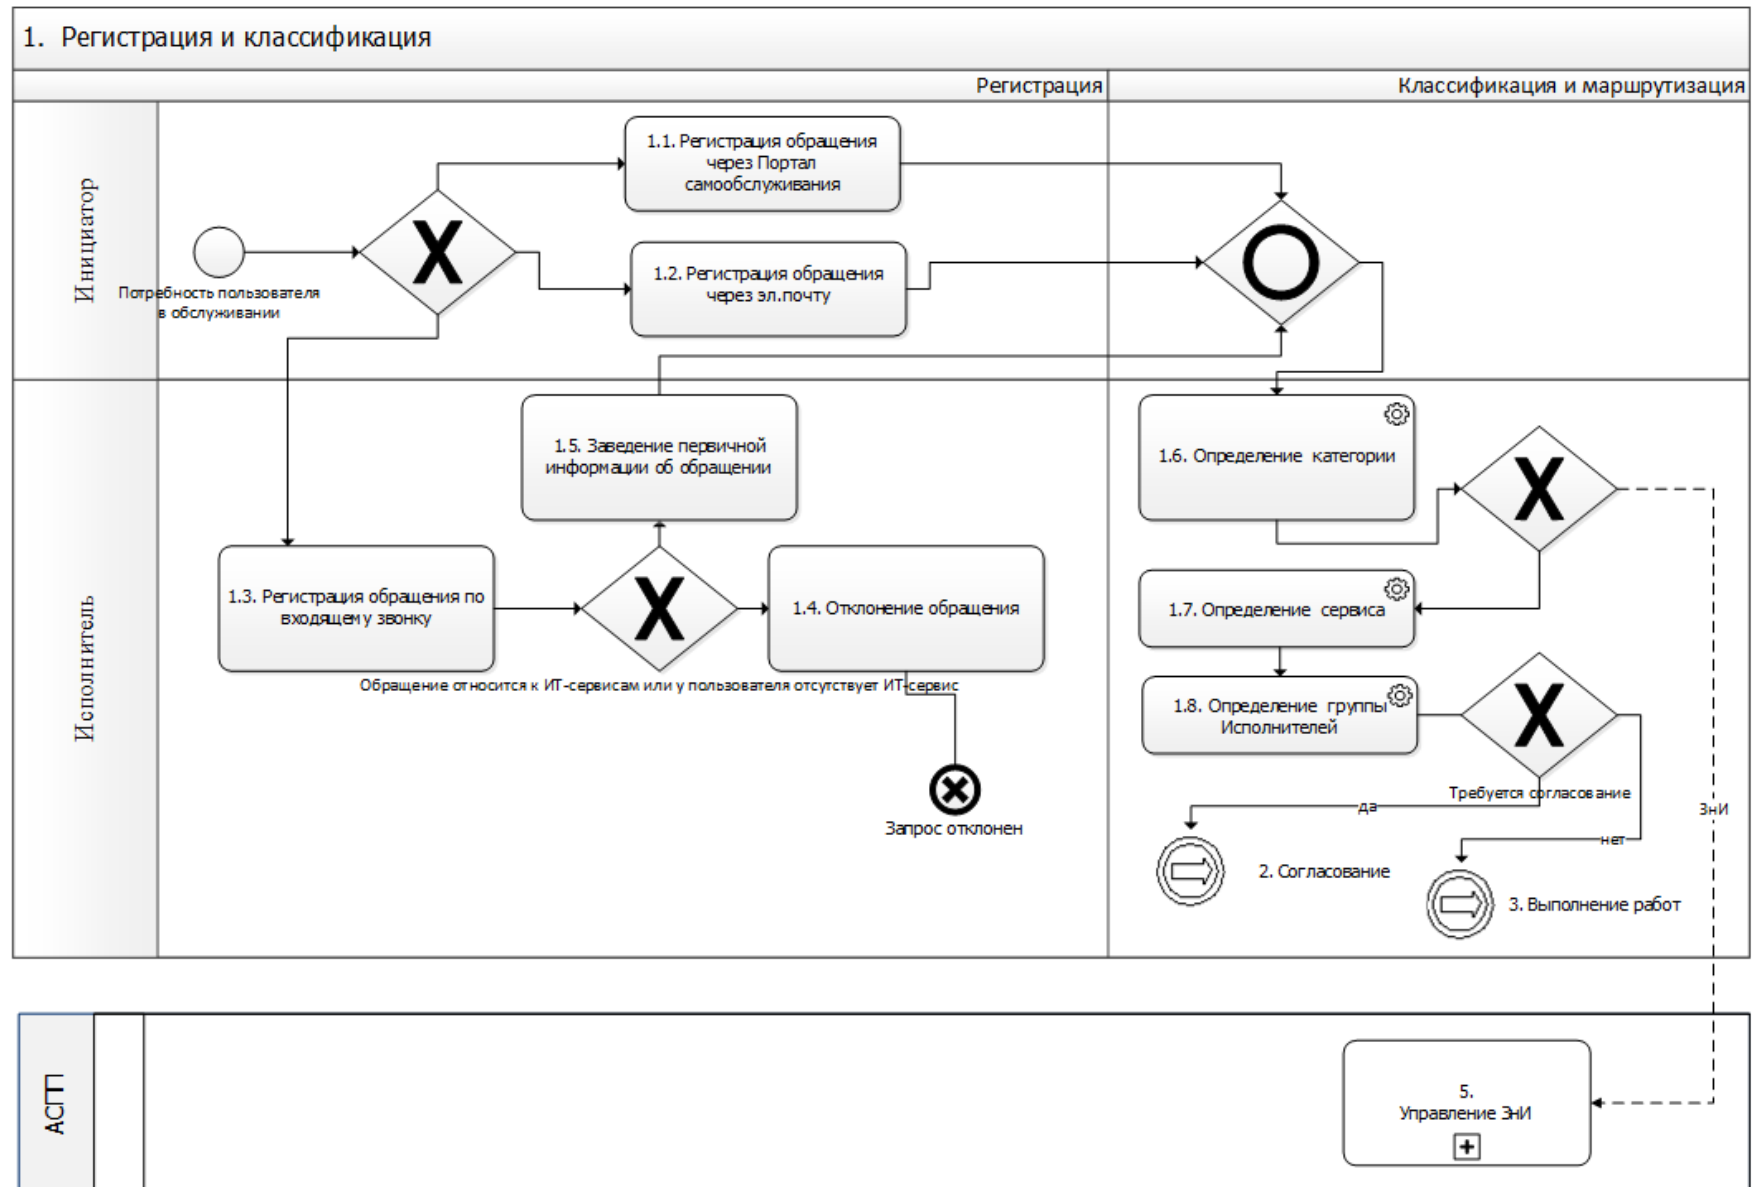 1. Регистрация и классификация
Регистрация
Классификация и маршрутизация
Инициатор
Потребность пользователя
в обслуживании
X
1.1. Регистрация обращения
через Портал
самообслуживания
1.2. Регистрация обращения
через эл.почту
Исполнитель
1.5. Заведение первичной
информации об обращении
1.3. Регистрация обращения по
входящему звонку
X
1.4. Отклонение обращения
Обращение относится к ИТ-сервисам или у пользователя отсутствует ИТ-сервис
Запрос отклонен
1.6. Определение категории
X
1.7. Определение сервиса
1.8. Определение группы
Исполнителей
X
Требуется согласование
да
нет
ЗнИ
2. Согласование
3. Выполнение работ
АСГП
5.
Управление ЗнИ